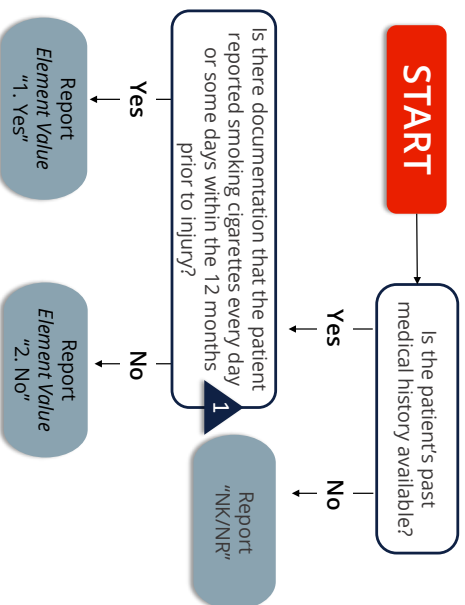 START
Is the patient's past
medical history available?
Yes
No
Is there documentation that the patient
reported smoking cigarettes every day
or some days within the 12 months
prior to injury?
1
Report
"NK/NR"
Yes
No
Report
Element Value
"1. Yes"
Report
Element Value
"2. No"